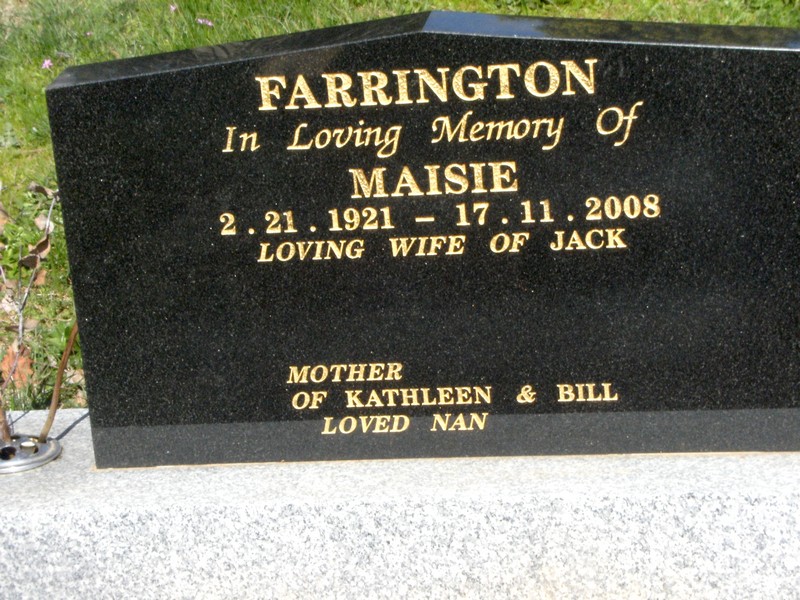 FARRINGTON
In Loving Memory Of
MAISIE
2.21.1921 – 17.11.2008
LOVING WIFE OF JACK
MOTHER
OF KATHLEEN & BILL
LOVED NAN